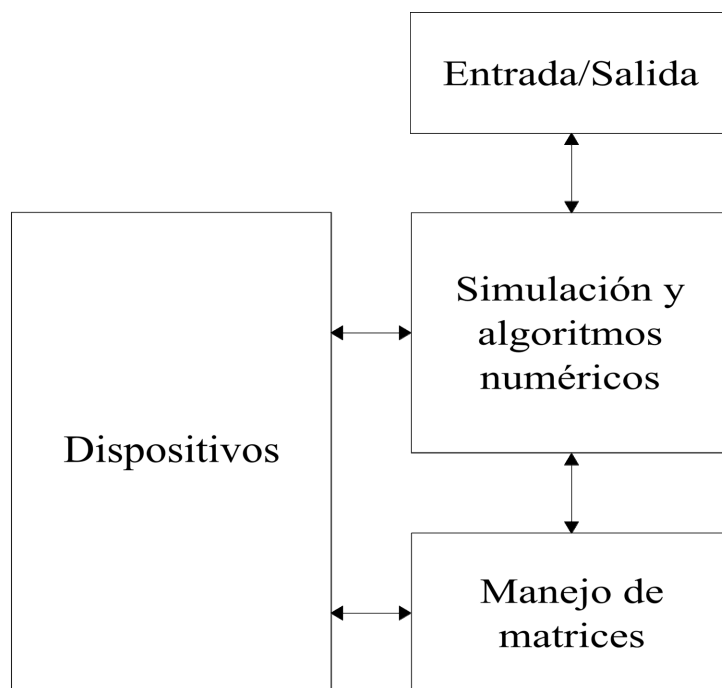 Entrada/Salida
Simulación y
algoritmos
numéricos
Dispositivos
Manejo de
matrices